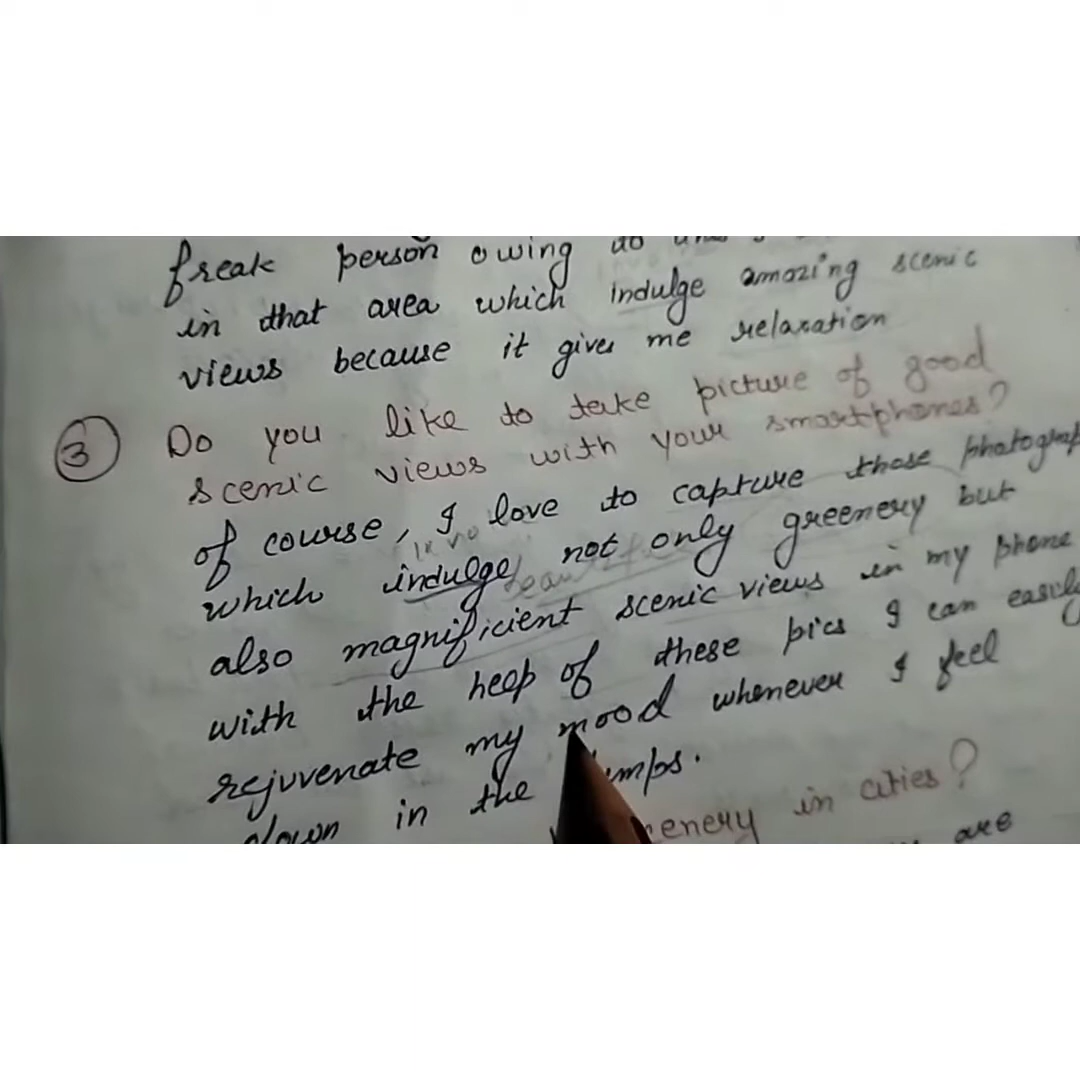 freak person owing
in that area which indulge amazing scenic
views because it gives me relaxation
3 Do you like to take picture of good
scenic views with your smartphones?
of course, I love to capture those photograp
which indulge not only greenery but
also magnificient scenic views in my phone
with the help of these pics I can easily
rejuvenate my mood whenever I feel
down in the umps.
enery in cities?
are